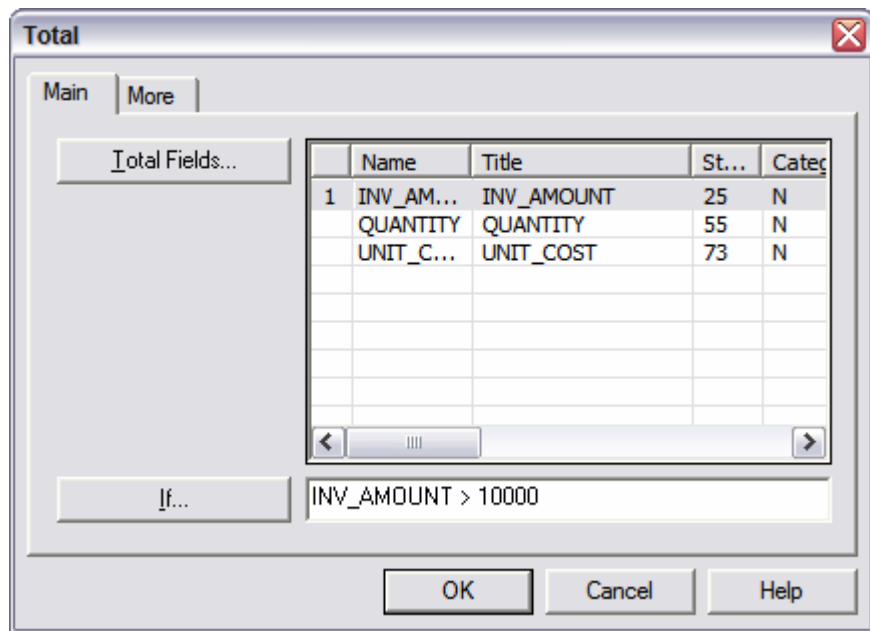 Total
Main More
Total Fields...
Name Title St... Categ
1 INV_AM... INV_AMOUNT 25 N
QUANTITY QUANTITY 55 N
UNIT_C... UNIT_COST 73 N
If... INV_AMOUNT > 10000
OK Cancel Help